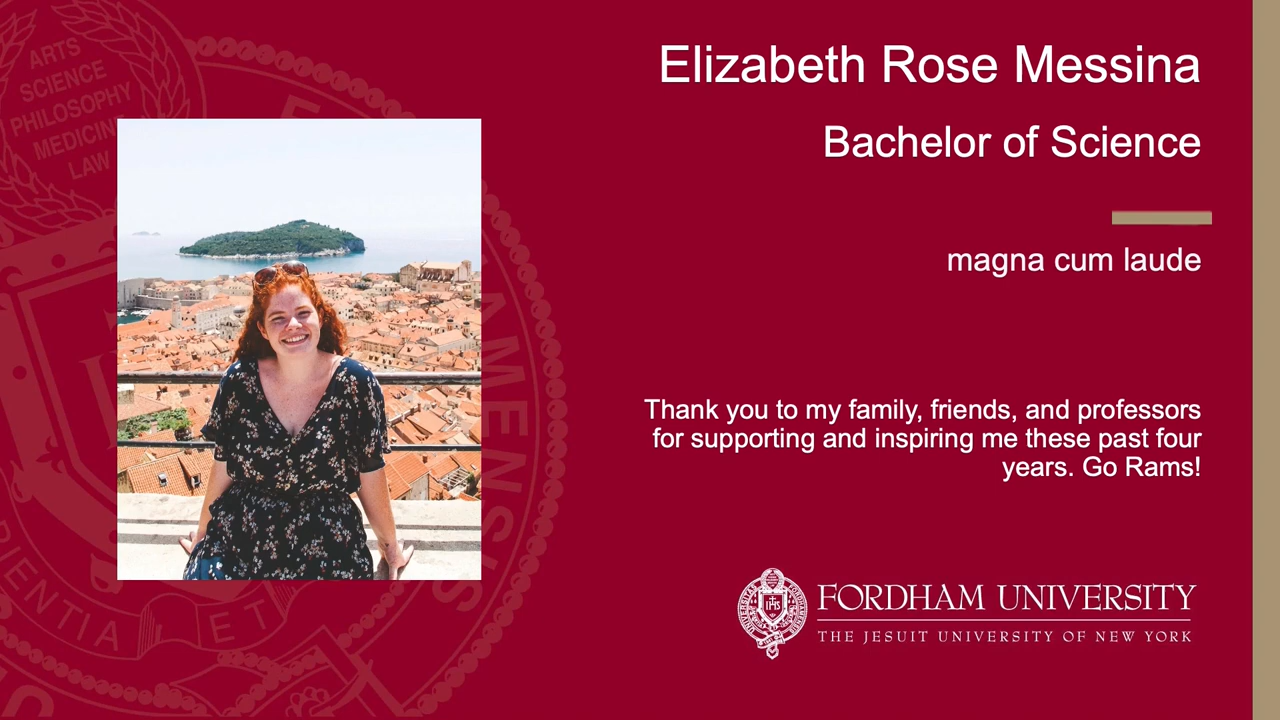 Elizabeth Rose Messina
Bachelor of Science
magna cum laude
Thank you to my family, friends, and professors
for supporting and inspiring me these past four
years. Go Rams!
FORDHAM UNIVERSITY
THE JESUIT UNIVERSITY OF NEW YORK
IHS
ARTS
SCIENCE
PHILOSOPHY
MEDICINE
LAW
ET